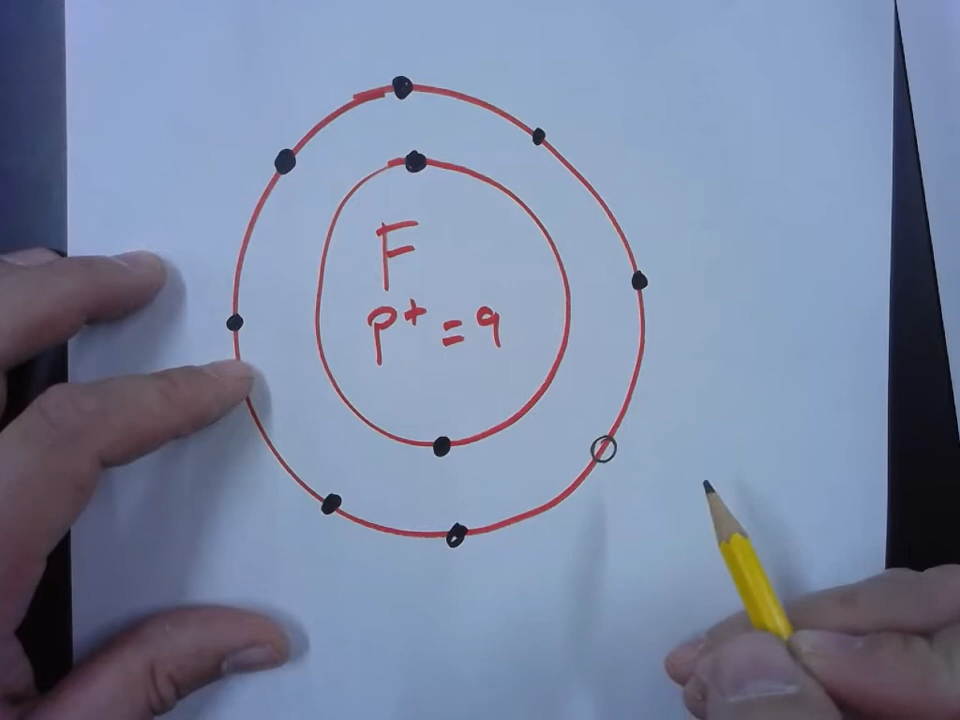 F
p⁺ = 9